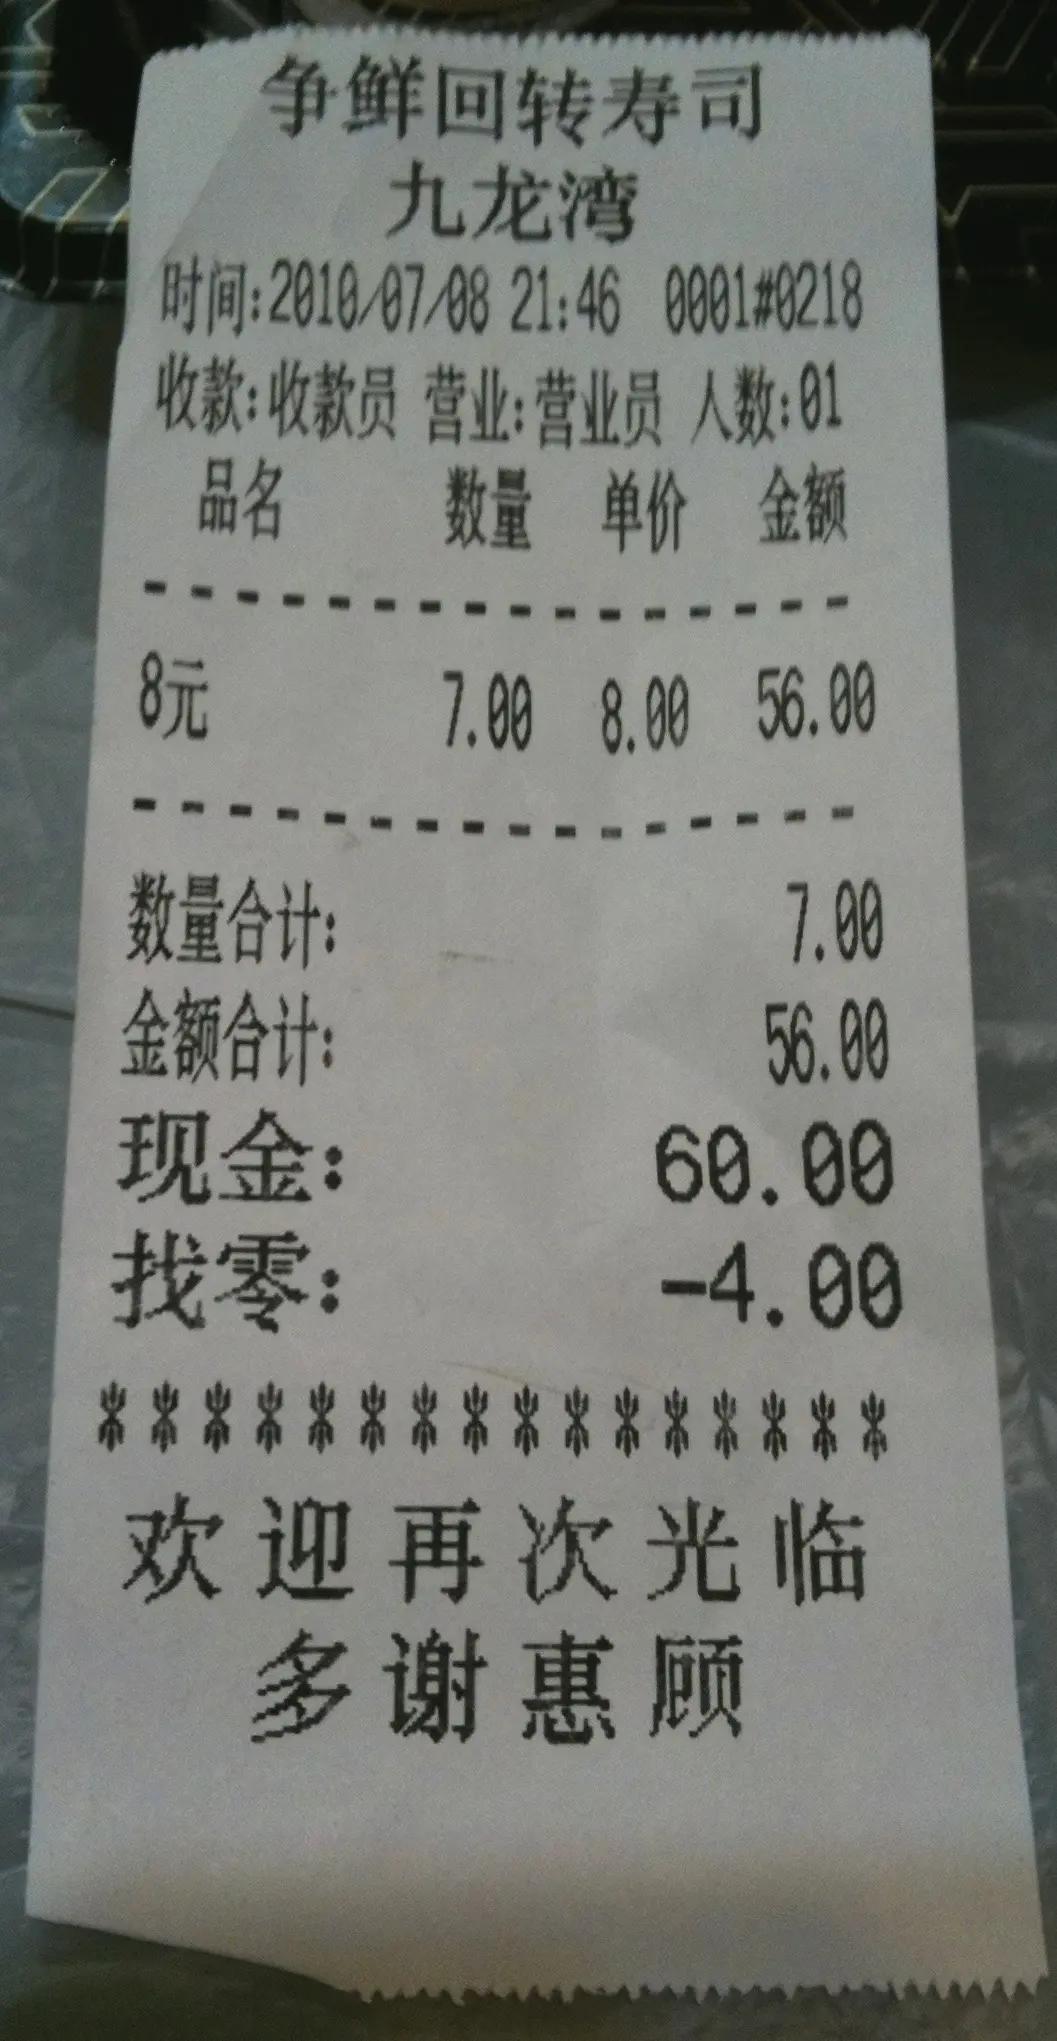 争鲜回转寿司
九龙湾
时间:2010/07/08 21:46 0001#0218
收款:收款员 营业:营业员 人数:01
品名 数量 单价 金额
- - - - - - - - - - - - - - - -
8元 7.00 8.00 56.00
- - - - - - - - - - - - - - - -
数量合计: 7.00
金额合计: 56.00
现金: 60.00
找零: -4.00
****************
欢迎再次光临
多谢惠顾